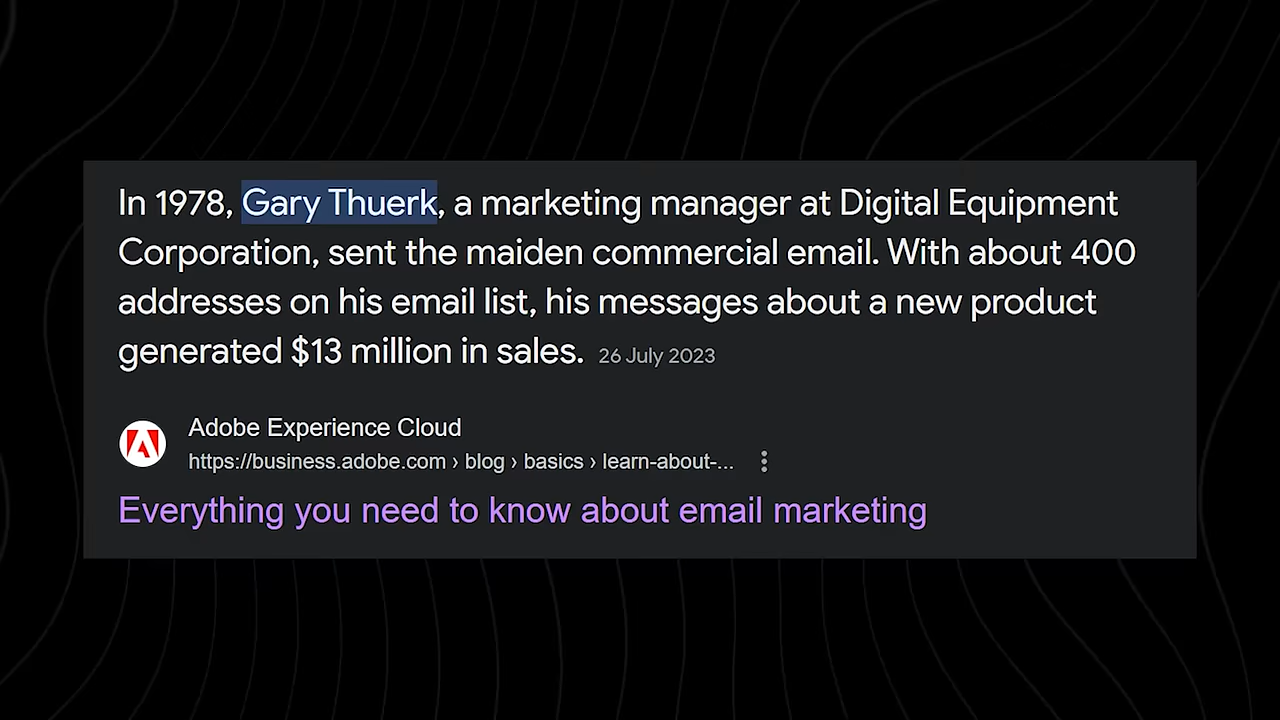 In 1978, Gary Thuerk, a marketing manager at Digital Equipment
Corporation, sent the maiden commercial email. With about 400
addresses on his email list, his messages about a new product
generated $13 million in sales. 26 July 2023
Adobe Experience Cloud
https://business.adobe.com › blog › basics › learn-about-...
Everything you need to know about email marketing